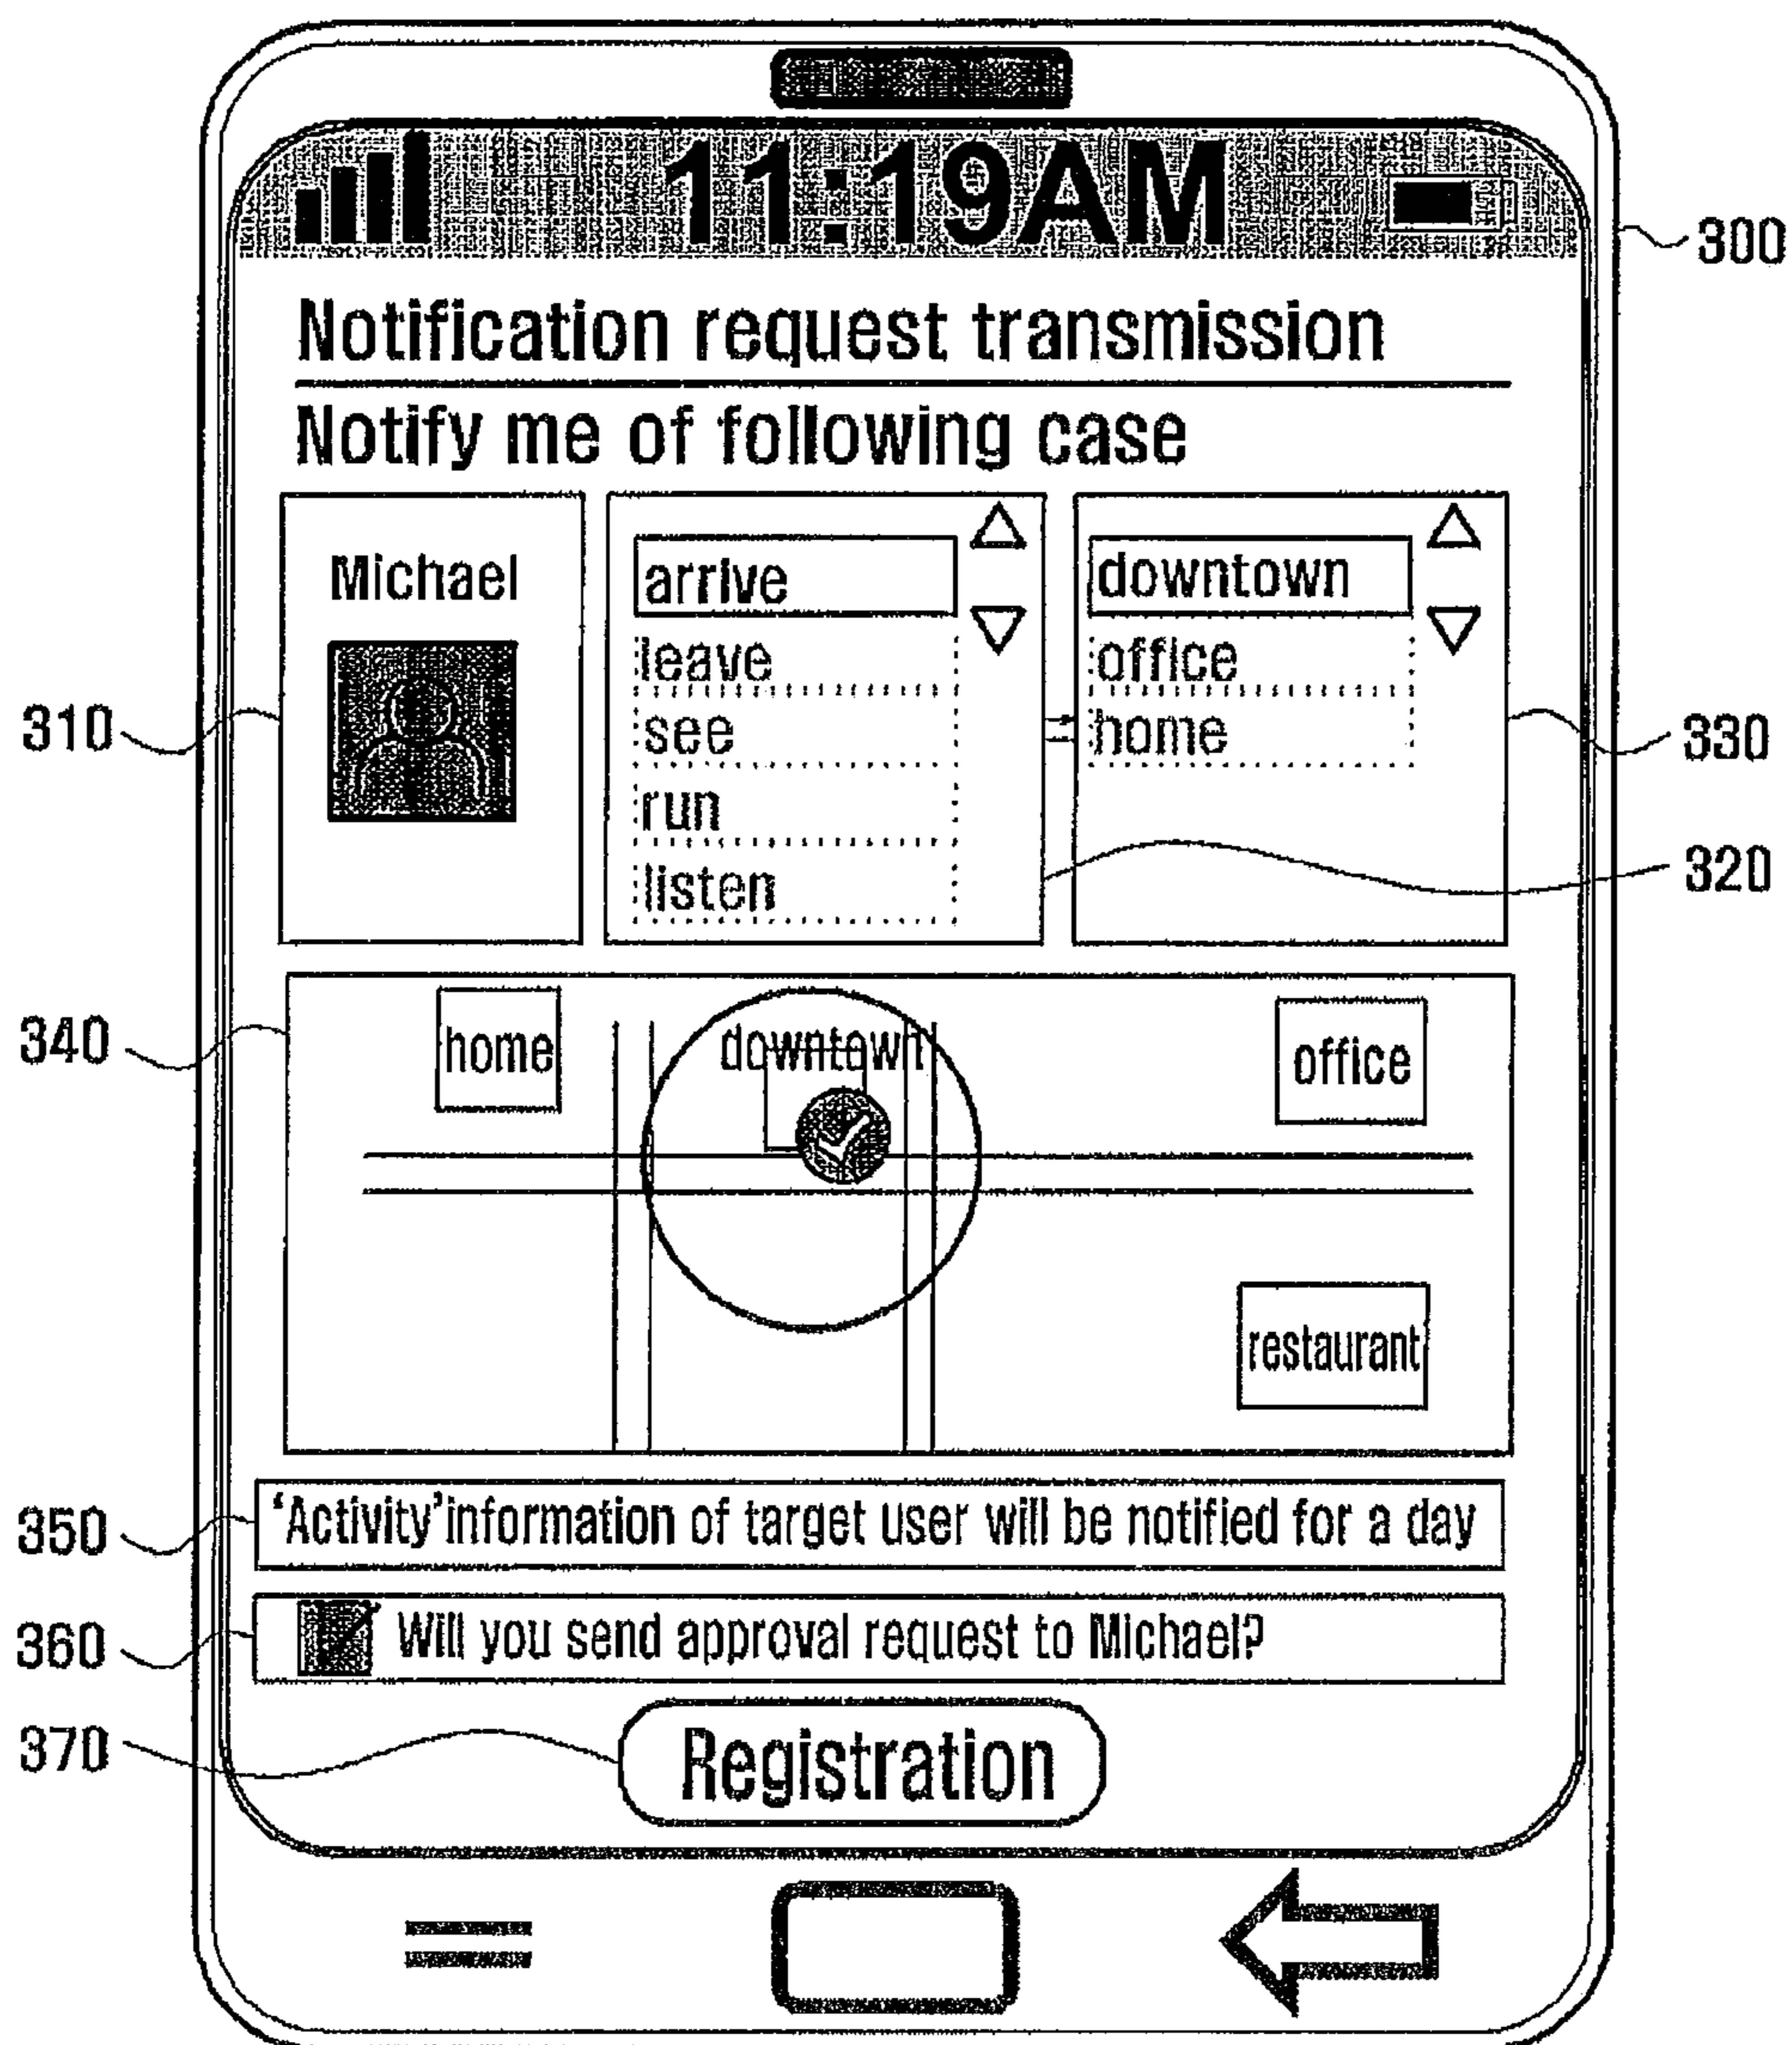 11:19AM
300
Notification request transmission
Notify me of following case
Michael
arrive
leave
see
run
listen
downtown
office
home
310
330
320
340
home
downtown
office
restaurant
350
'Activity'information of target user will be notified for a day
360
Will you send approval request to Michael?
370
Registration